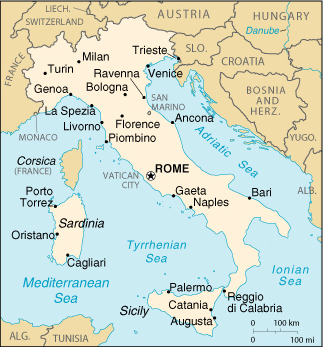 LIECH.
AUSTRIA
HUNGARY
SWITZERLAND
Danube
SLO.
CROATIA
FRANCE
Milan
Trieste
Turin
Venice
Ravenna
Bologna
Genoa
BOSNIA
AND
HERZ.
SAN
MARINO
La Spezia
Florence
Ancona
Livorno
Piombino
MONACO
Adriatic Sea
YUGO.
Corsica
(FRANCE)
VATICAN
CITY
ROME
ALB.
Porto
Torrez
Gaeta
Naples
Bari
Sardinia
Oristano
Tyrrhenian
Sea
Cagliari
Mediterranean
Sea
Ionian
Sea
Palermo
Reggio
di Calabria
Sicily
Catania
Augusta
ALG.
TUNISIA
0 100 km
0 100 mi